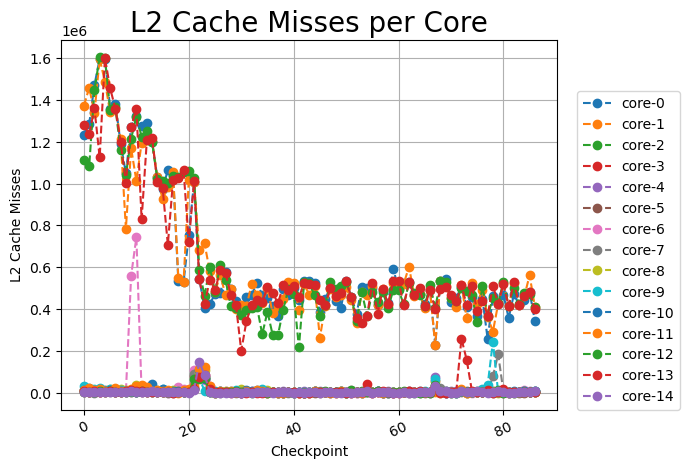 L2 Cache Misses per Core
1e6
1.6
1.4
1.2
1.0
0.8
0.6
0.4
0.2
0.0
L2 Cache Misses
0
20
40
60
80
Checkpoint
core-0
core-1
core-2
core-3
core-4
core-5
core-6
core-7
core-8
core-9
core-10
core-11
core-12
core-13
core-14